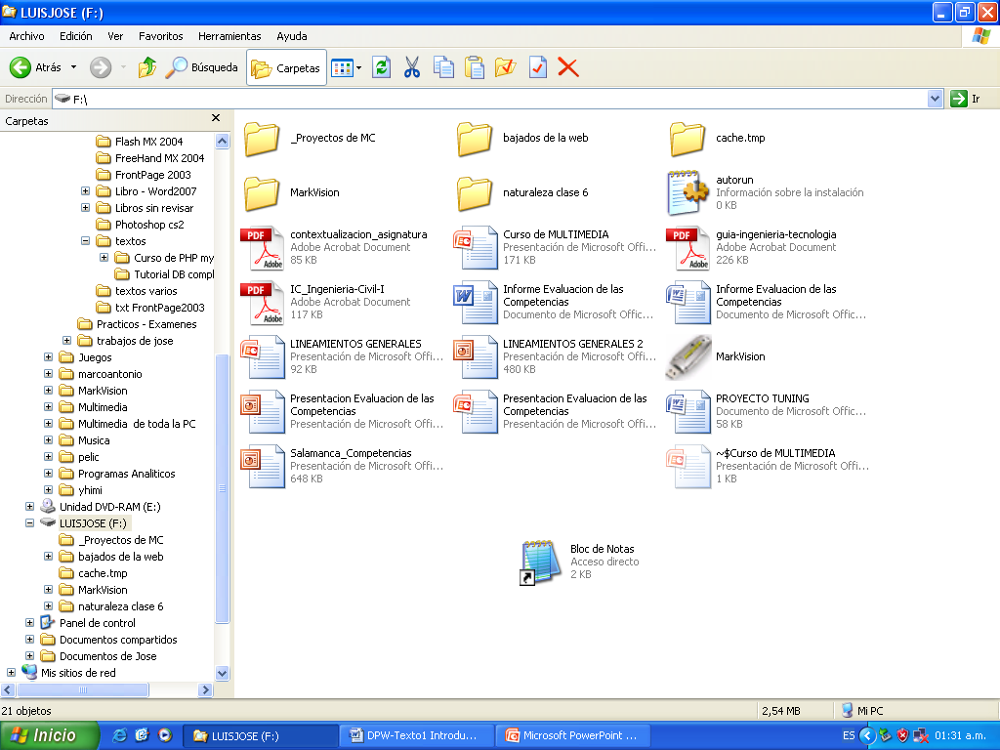 LUISJOSE (F:)
Archivo Edición Ver Favoritos Herramientas Ayuda
Atrás Búsqueda Carpetas
Dirección F:\ Ir
Carpetas
Flash MX 2004
FreeHand MX 2004
FrontPage 2003
Libro - Word2007
Libros sin revisar
Photoshop cs2
textos
Curso de PHP my
Tutorial DB compl
textos varios
txt FrontPage2003
Practicos - Examenes
trabajos de jose
Juegos
marcoantonio
MarkVision
Multimedia
Multimedia de toda la PC
Musica
pelic
Programas Analiticos
yhimi
Unidad DVD-RAM (E:)
LUISJOSE (F:)
_Proyectos de MC
bajados de la web
cache.tmp
MarkVision
naturaleza clase 6
Panel de control
Documentos compartidos
Documentos de Jose
Mis sitios de red
_Proyectos de MC
bajados de la web
cache.tmp
MarkVision
naturaleza clase 6
autorun
Información sobre la instalación
0 KB
PDF
Adobe
contextualizacion_asignatura
Adobe Acrobat Document
85 KB
Curso de MULTIMEDIA
Presentación de Microsoft Offi...
171 KB
PDF
Adobe
guia-ingenieria-tecnologia
Adobe Acrobat Document
226 KB
PDF
Adobe
IC_Ingenieria-Civil-I
Adobe Acrobat Document
117 KB
Informe Evaluacion de las
Competencias
Documento de Microsoft Offic...
Informe Evaluacion de las
Competencias
Documento de Microsoft Offic...
LINEAMIENTOS GENERALES
Presentación de Microsoft Offi...
92 KB
LINEAMIENTOS GENERALES 2
Presentación de Microsoft Offi...
480 KB
MarkVision
Presentacion Evaluacion de las
Competencias
Presentación de Microsoft Offi...
Presentacion Evaluacion de las
Competencias
Presentación de Microsoft Offi...
PROYECTO TUNING
Documento de Microsoft Offic...
58 KB
Salamanca_Competencias
Presentación de Microsoft Offi...
648 KB
~$Curso de MULTIMEDIA
Presentación de Microsoft Offi...
1 KB
Bloc de Notas
Acceso directo
2 KB
21 objetos 2,54 MB Mi PC
Inicio LUISJOSE (F:) DPW-Texto1 Introdu... Microsoft PowerPoint ... ES 01:31 a.m.